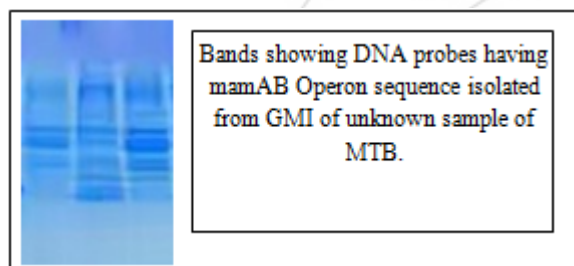 Bands showing DNA probes having
mamAB Operon sequence isolated
from GMI of unknown sample of
MTB.